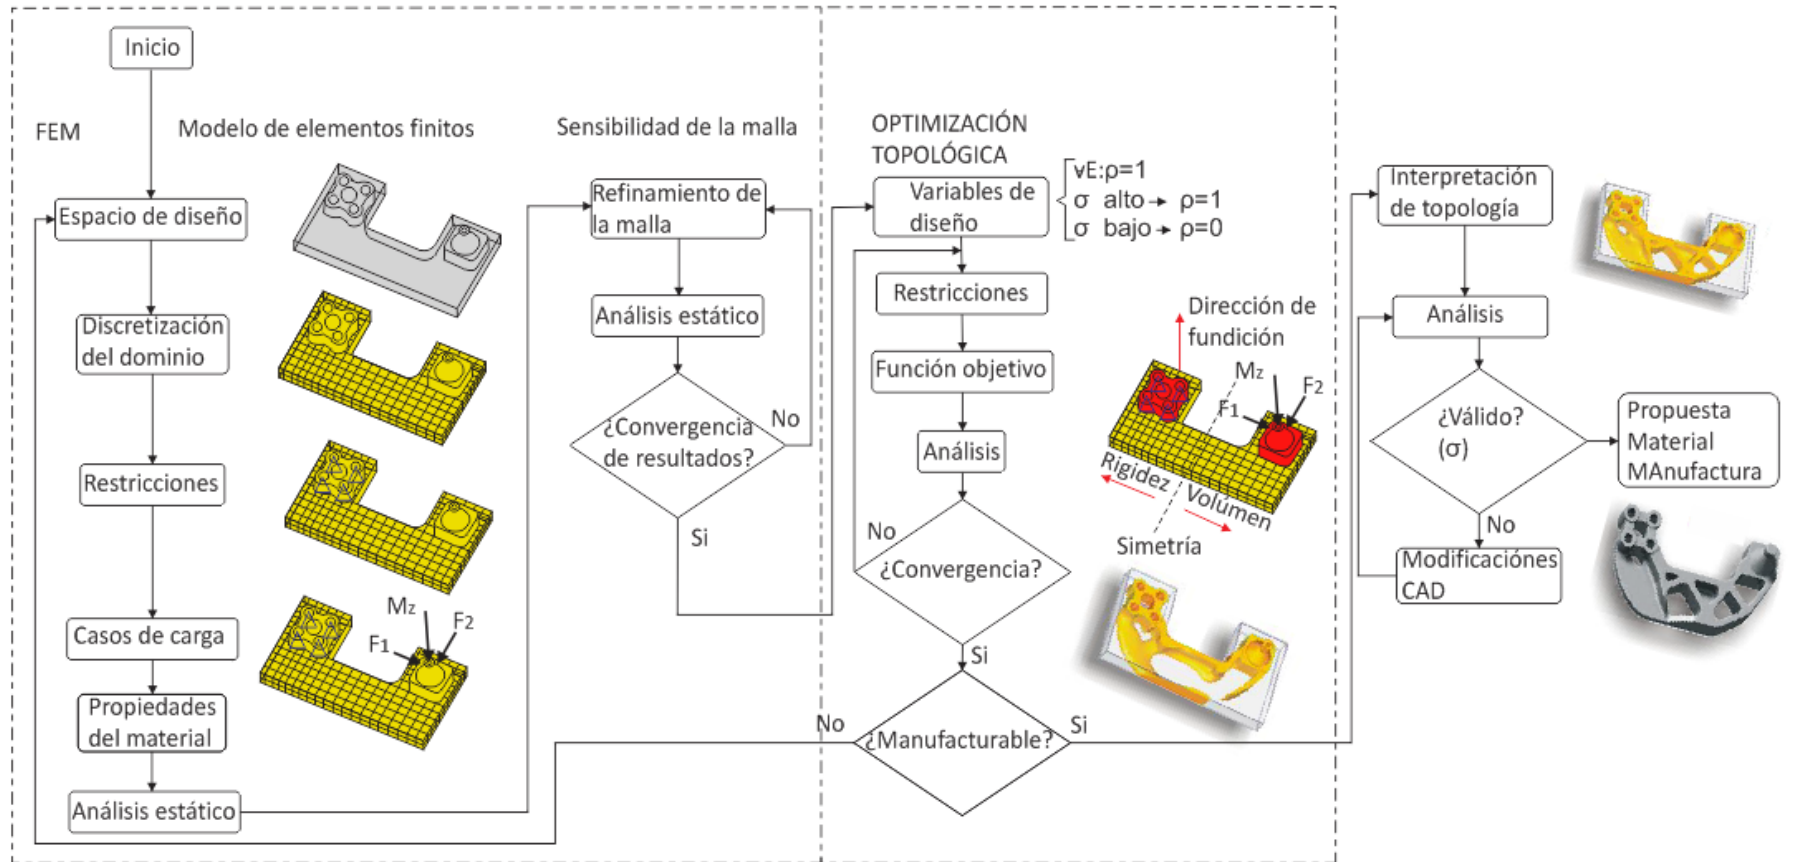 Inicio
FEM
Modelo de elementos finitos
Espacio de diseño
Discretización
del dominio
Restricciones
Casos de carga
Propiedades
del material
Análisis estático
Mz
F1
F2
Sensibilidad de la malla
Refinamiento de
la malla
Análisis estático
¿Convergencia
de resultados?
No
Si
OPTIMIZACIÓN
TOPOLÓGICA
Variables de
diseño
∀E:ρ=1
σ alto → ρ=1
σ bajo → ρ=0
Restricciones
Función objetivo
Análisis
No
¿Convergencia?
Si
No
¿Manufacturable?
Si
Dirección de
fundición
Mz
F1
F2
Rigidez
Volúmen
Simetría
Interpretación
de topología
Análisis
¿Válido?
(σ)
No
Modificaciónes
CAD
Propuesta
Material
MAnufactura